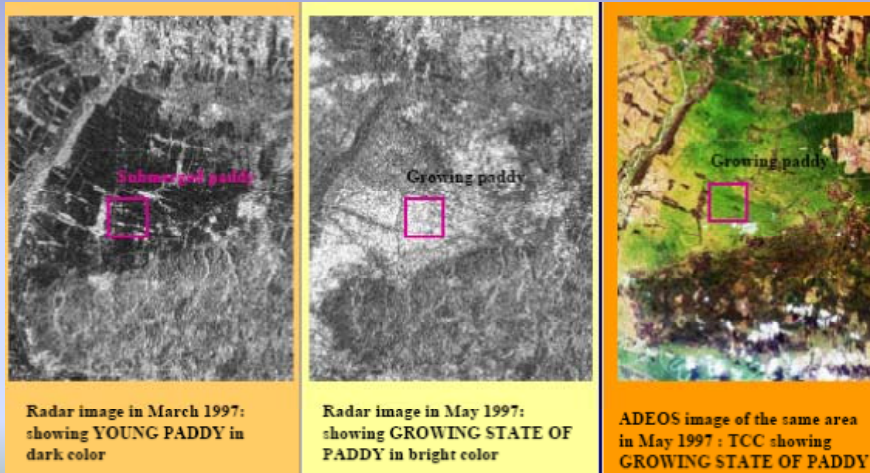 Submerged paddy
Growing paddy
Growing paddy
Radar image in March 1997:
showing YOUNG PADDY in
dark color
Radar image in May 1997:
showing GROWING STATE OF
PADDY in bright color
ADEOS image of the same area
in May 1997 : TCC showing
GROWING STATE OF PADDY